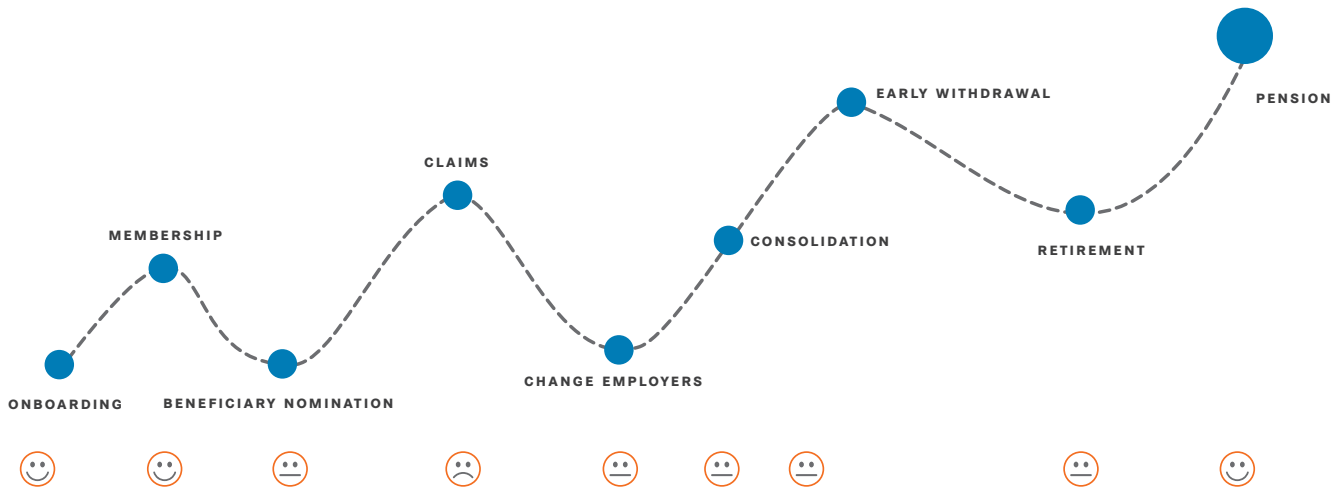 ONBOARDING
MEMBERSHIP
BENEFICIARY NOMINATION
CLAIMS
CHANGE EMPLOYERS
CONSOLIDATION
EARLY WITHDRAWAL
RETIREMENT
PENSION